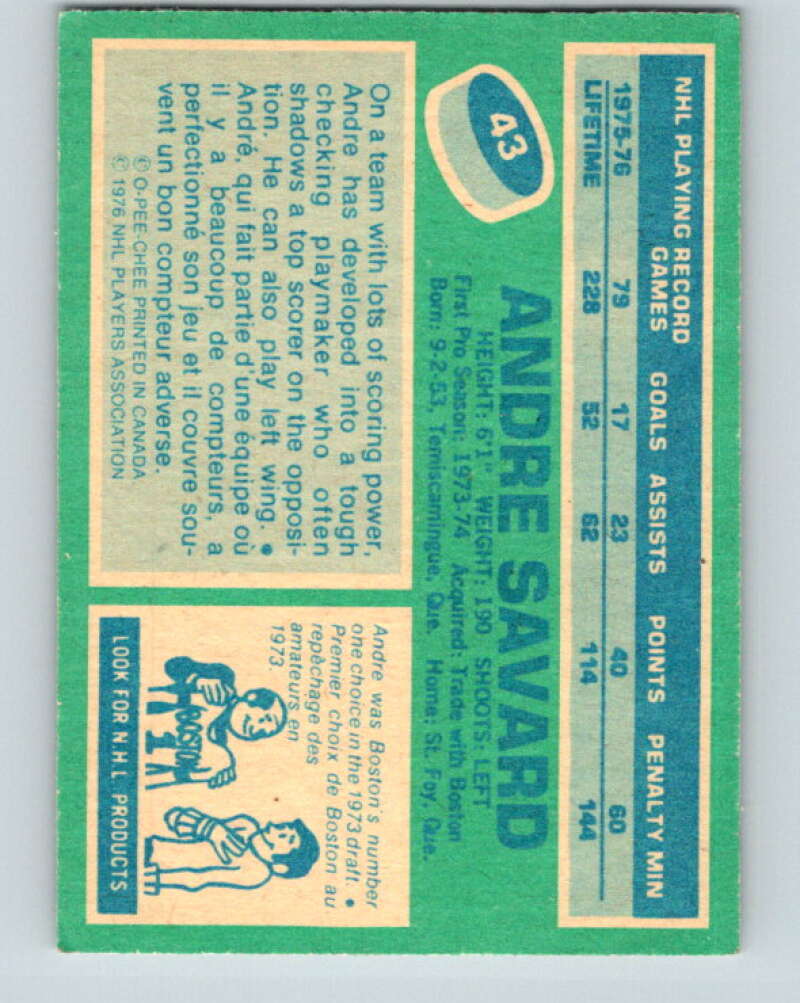 NHL PLAYING RECORD
GAMES GOALS ASSISTS POINTS PENALTY MIN
1975-76 79 17 23 40 60
LIFETIME 228 52 62 114 144
43
ANDRE SAVARD
HEIGHT: 6'1" WEIGHT: 190 SHOOTS: LEFT
First Pro Season: 1973-74 Acquired: Trade with Boston
Born: 9-2-53, Temiscamingue, Que. Home: St. Foy, Que.
On a team with lots of scoring power,
Andre has developed into a tough
checking playmaker who often
shadows a top scorer on the opposi-
tion. He can also play left wing. •
André, qui fait partie d'une équipe où
il y a beaucoup de compteurs, a
perfectionné son jeu et il couvre sou-
vent un bon compteur adverse.
© O-PEE-CHEE PRINTED IN CANADA
© 1976 NHL PLAYERS ASSOCIATION
Andre was Boston's number
one choice in the 1973 draft. •
Premier choix de Boston au
repêchage des
amateurs en
1973.
BOSTON
1
LOOK FOR N.H.L PRODUCTS